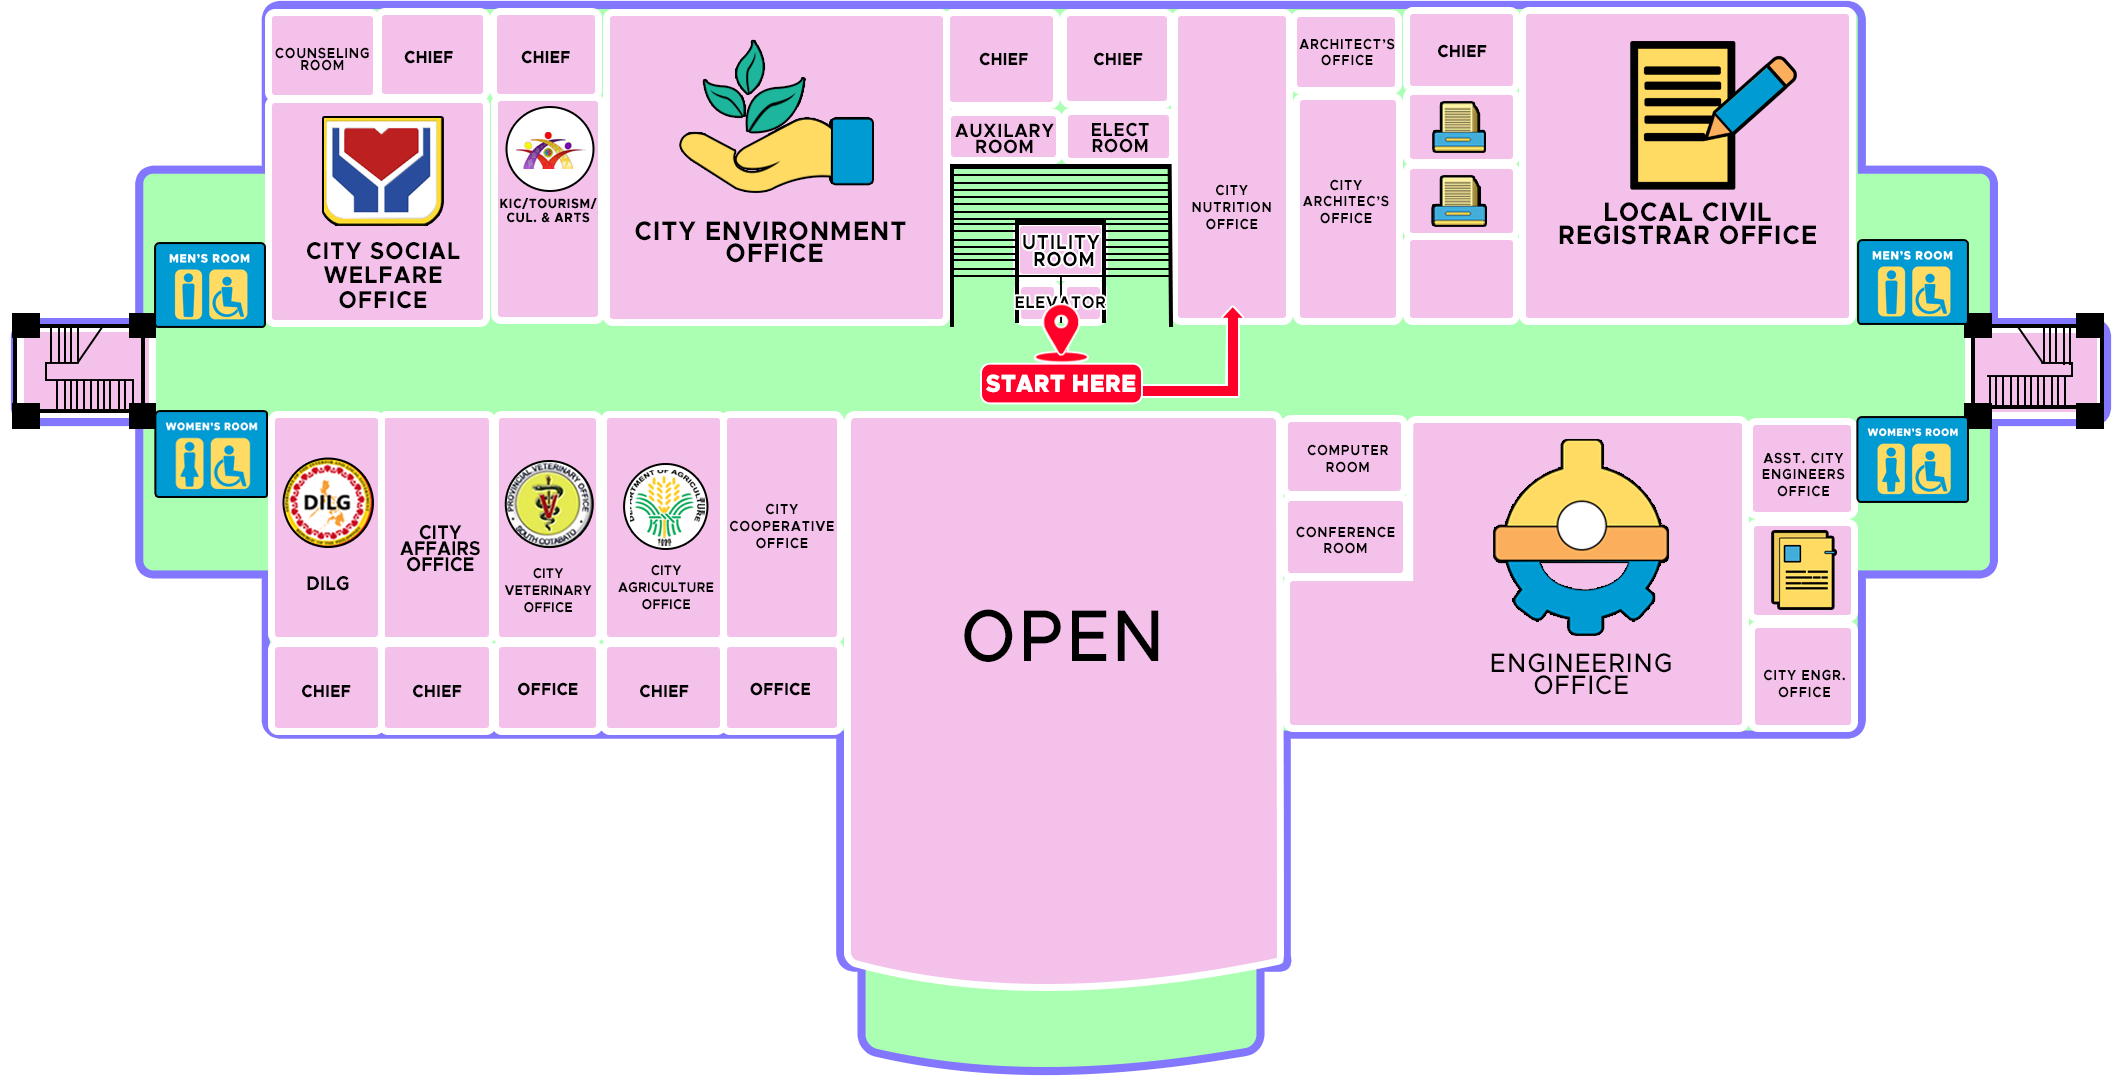 COUNSELING
ROOM
CHIEF
CHIEF
CHIEF
CHIEF
ARCHITECT'S
OFFICE
CHIEF
AUXILARY
ROOM
ELECT
ROOM
KIC/TOURISM/
CUL. & ARTS
CITY SOCIAL
WELFARE
OFFICE
CITY ENVIRONMENT
OFFICE
UTILITY
ROOM
ELEVATOR
CITY
NUTRITION
OFFICE
CITY
ARCHITEC'S
OFFICE
LOCAL CIVIL
REGISTRAR OFFICE
MEN'S ROOM
MEN'S ROOM
START HERE
WOMEN'S ROOM
WOMEN'S ROOM
DILG
DILG
CITY
AFFAIRS
OFFICE
PROVINCIAL VETERINARY OFFICE
SOUTH COTABATO
V
CITY
VETERINARY
OFFICE
DEPARTMENT OF AGRICULTURE
CITY
AGRICULTURE
OFFICE
CITY
COOPERATIVE
OFFICE
OPEN
COMPUTER
ROOM
CONFERENCE
ROOM
ENGINEERING
OFFICE
ASST. CITY
ENGINEERS
OFFICE
CITY ENGR.
OFFICE
CHIEF
CHIEF
OFFICE
CHIEF
OFFICE